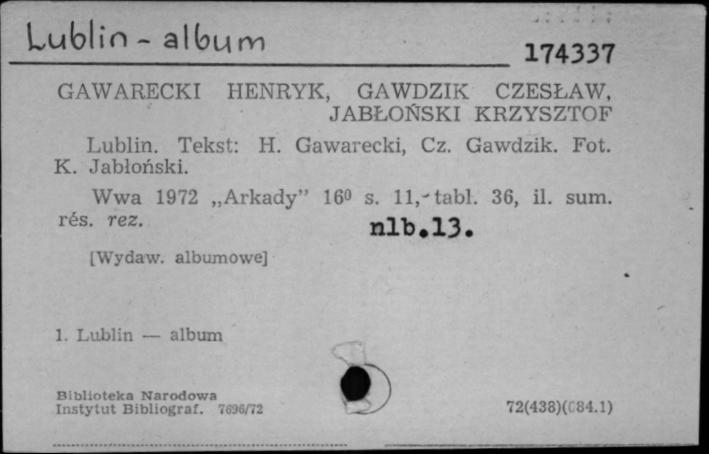 Lublin - album
174337
GAWARECKI HENRYK, GAWDZIK CZESŁAW,
JABŁOŃSKI KRZYSZTOF
Lublin. Tekst: H. Gawarecki, Cz. Gawdzik. Fot.
K. Jabłoński.
Wwa 1972 „Arkady” 16⁰ s. 11, tabl. 36, il. sum.
rés. rez.
nlb.13.
[Wydaw. albumowe]
1. Lublin — album
Biblioteka Narodowa
Instytut Bibliograf. 7696/72
72(438)(084.1)